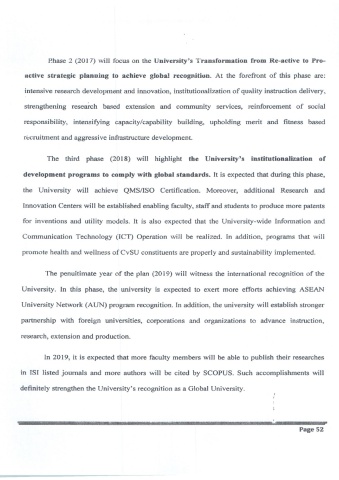 Phase 2 (2017) will focus on the University's Transformation from Re-active to Pro-
active strategic planning to achieve global recognition. At the forefront of this phase are:
intensive research development and innovation, institutionalization of quality instruction delivery,
strengthening research based extension and community services, reinforcement of social
responsibility, intensifying capacity/capability building, upholding merit and fitness based
recruitment and aggressive infrastructure development.
The third phase (2018) will highlight the University's institutionalization of
development programs to comply with global standards. It is expected that during this phase,
the University will achieve QMS/ISO Certification. Moreover, additional Research and
Innovation Centers will be established enabling faculty, staff and students to produce more patents
for inventions and utility models. It is also expected that the University-wide Information and
Communication Technology (ICT) Operation will be realized. In addition, programs that will
promote health and wellness of CvSU constituents are properly and sustainably implemented.
The penultimate year of the plan (2019) will witness the international recognition of the
University. In this phase, the university is expected to exert more efforts achieving ASEAN
University Network (AUN) program recognition. In addition, the university will establish stronger
partnership with foreign universities, corporations and organizations to advance instruction,
research, extension and production.
In 2019, it is expected that more faculty members will be able to publish their researches
in ISI listed journals and more authors will be cited by SCOPUS. Such accomplishments will
definitely strengthen the University's recognition as a Global University.
Page 52